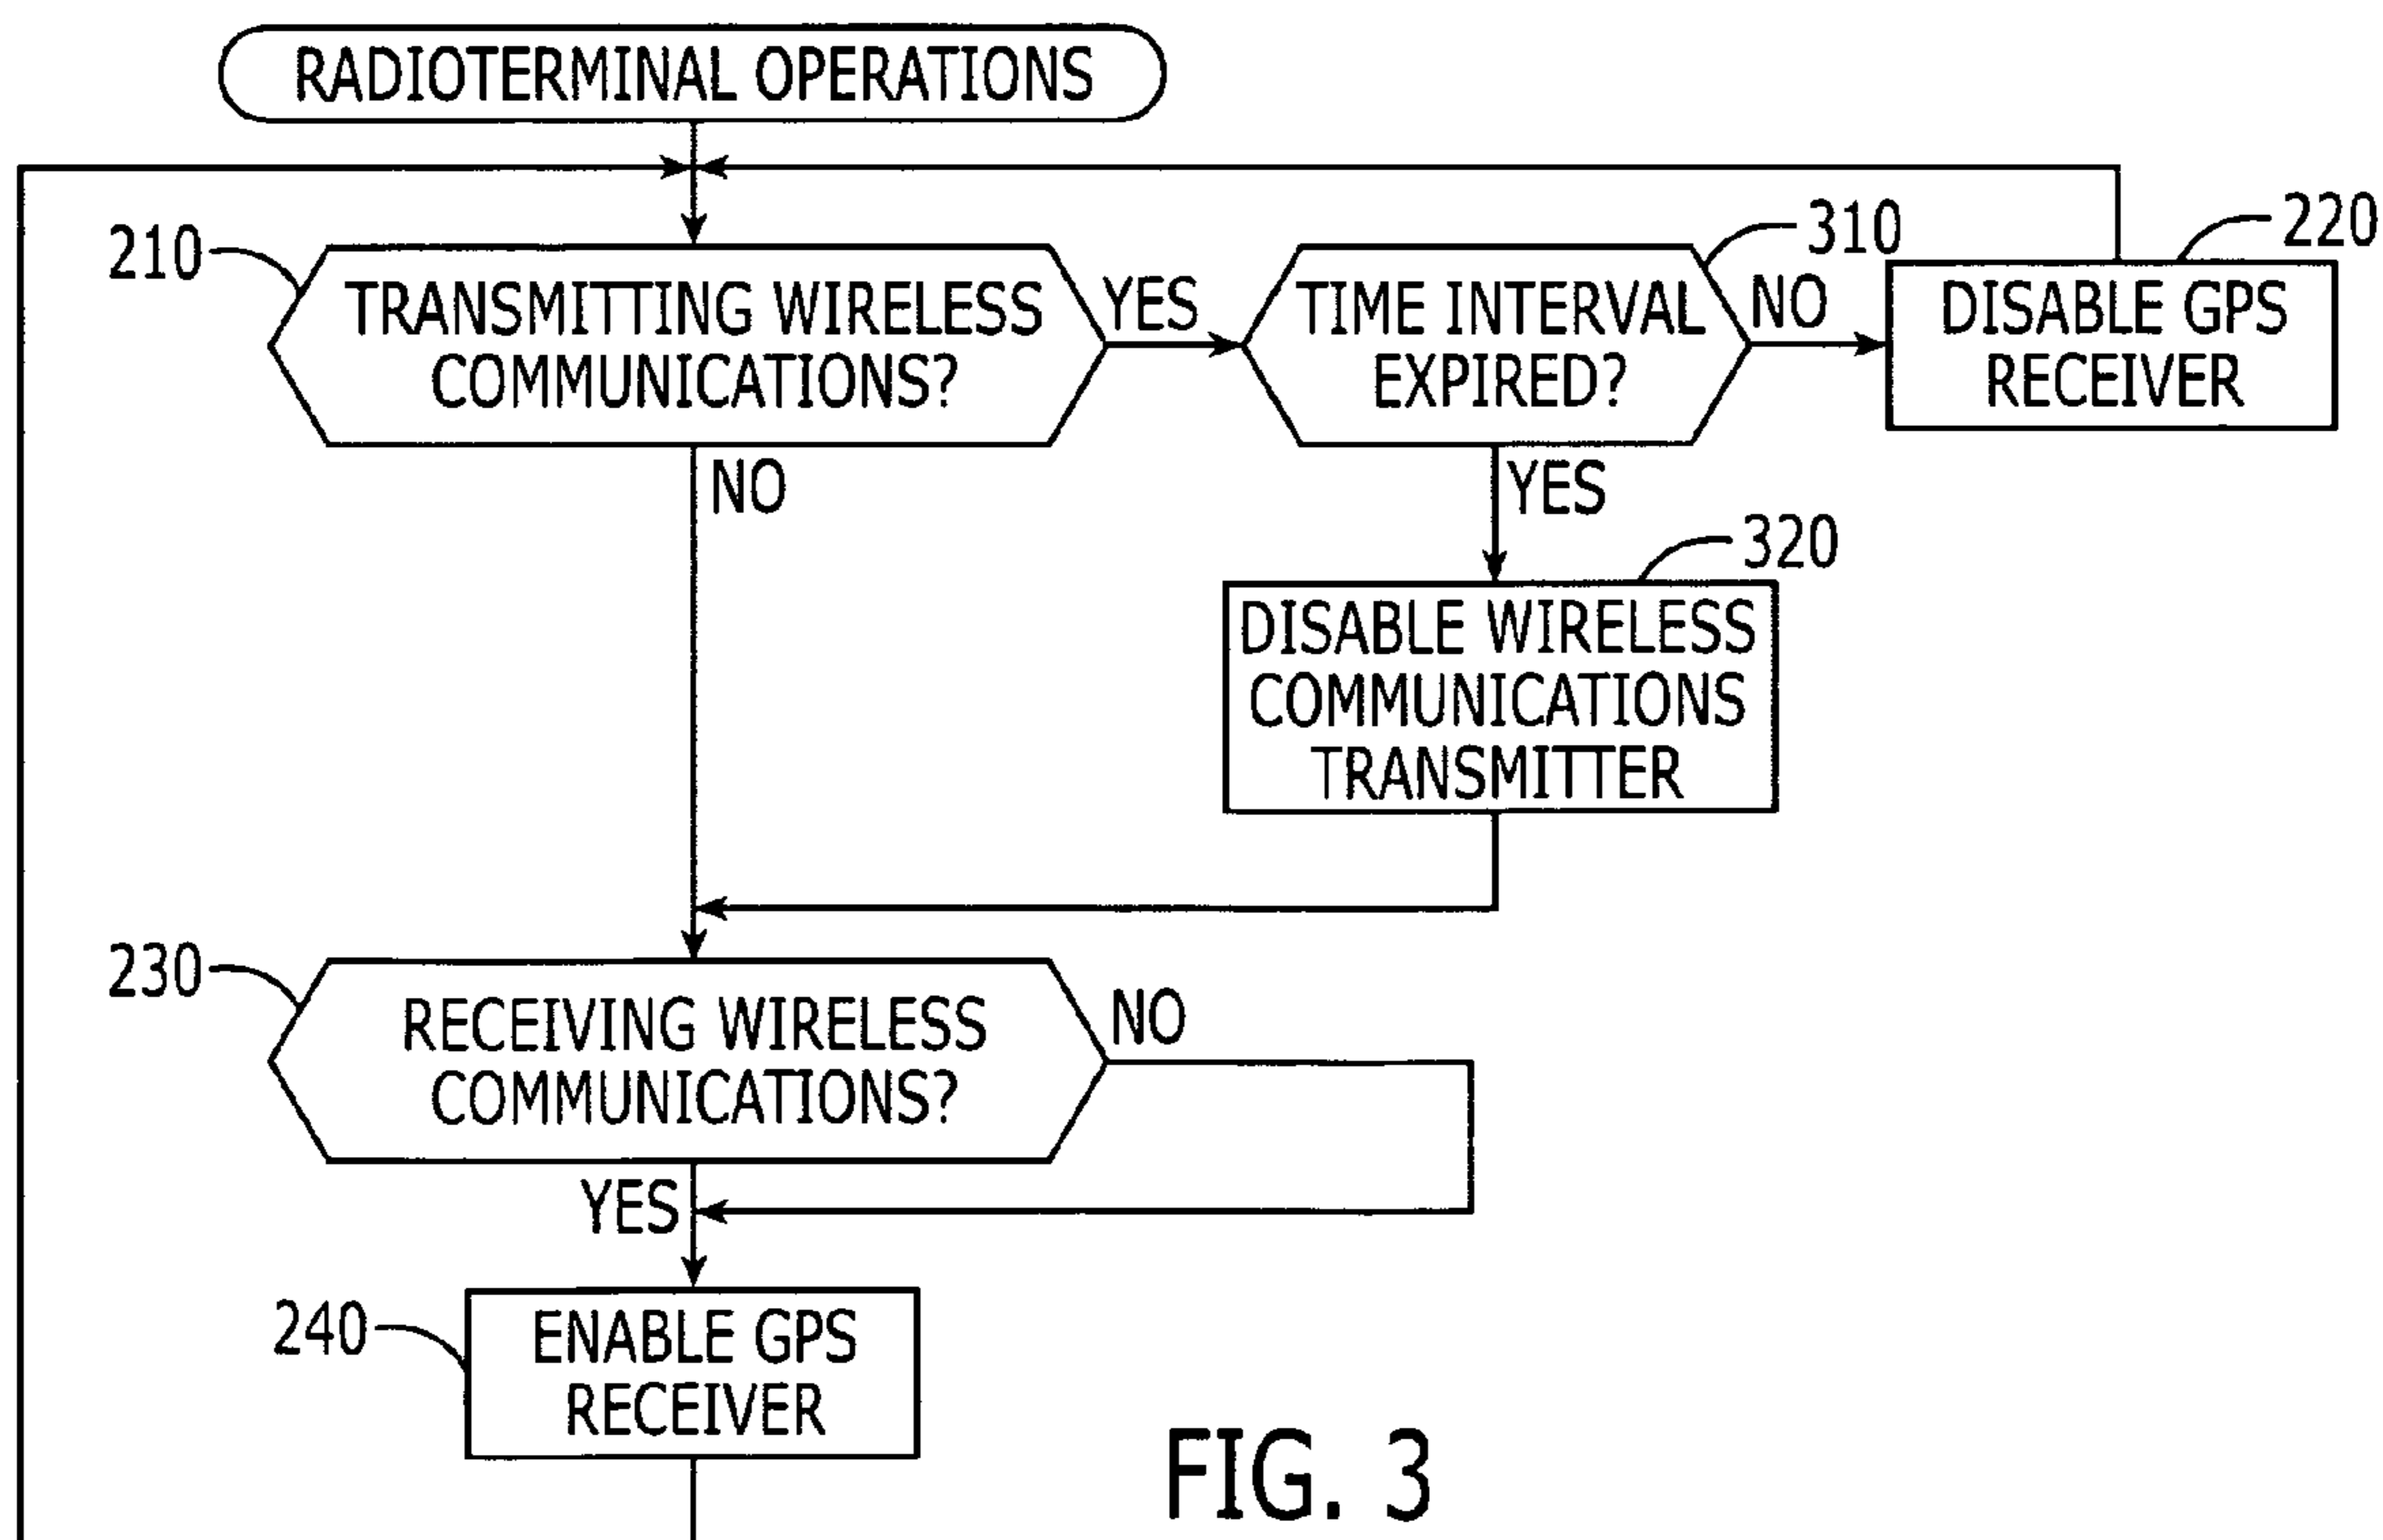 RADIOTERMINAL OPERATIONS
210
TRANSMITTING WIRELESS
COMMUNICATIONS?
YES
NO
310
TIME INTERVAL
EXPIRED?
NO
YES
220
DISABLE GPS
RECEIVER
320
DISABLE WIRELESS
COMMUNICATIONS
TRANSMITTER
230
RECEIVING WIRELESS
COMMUNICATIONS?
NO
YES
240
ENABLE GPS
RECEIVER
FIG. 3